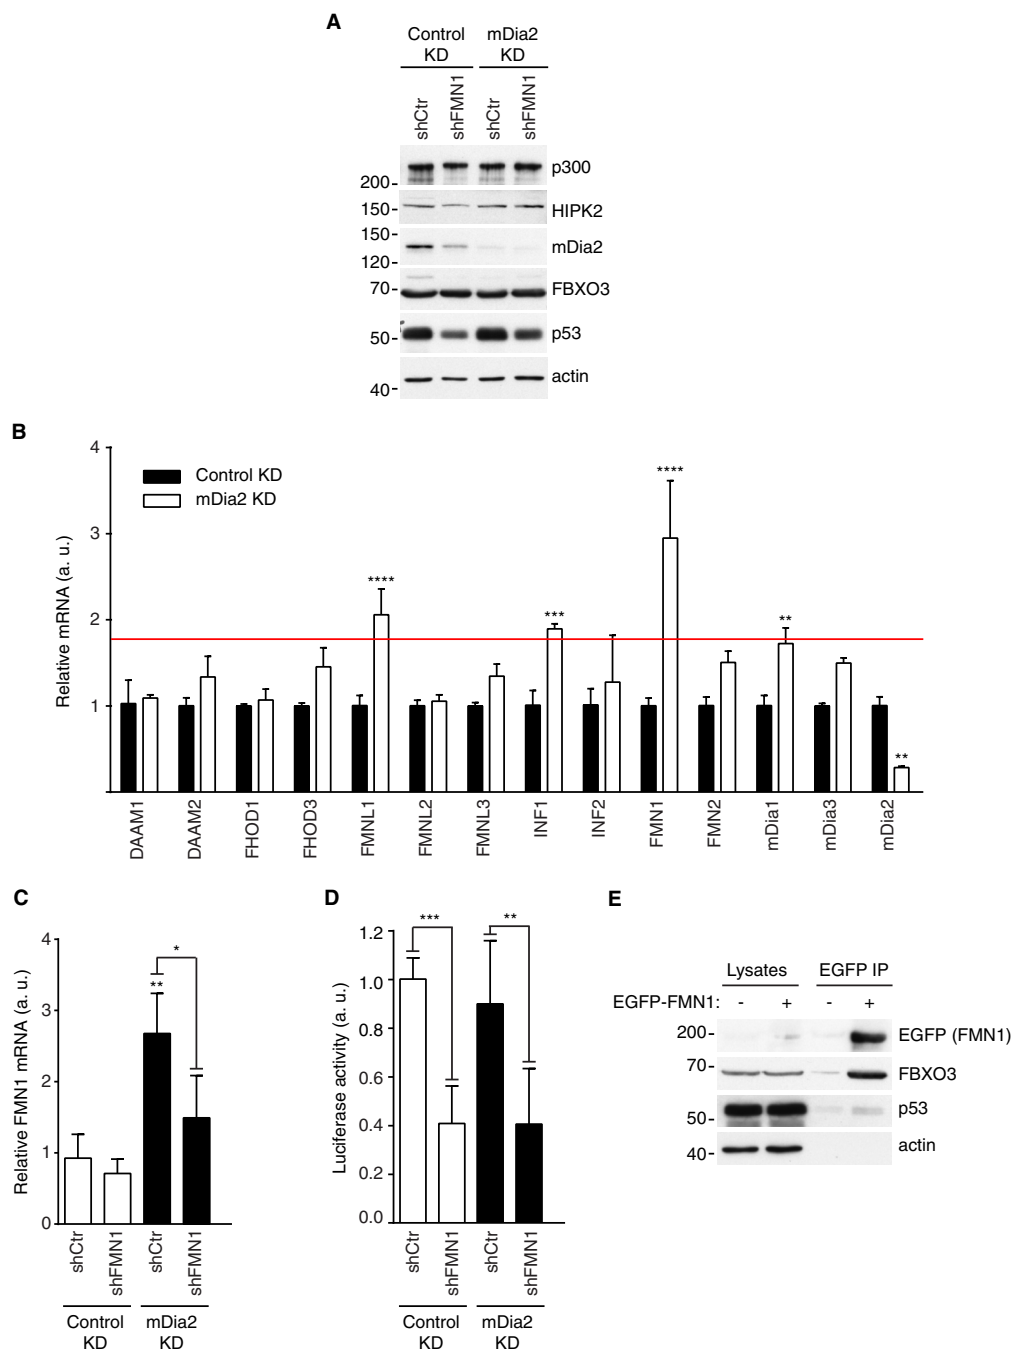 A
Control KD
mDia2 KD
shCtr
shFMN1
shCtr
shFMN1
200-
p300
150-
HIPK2
150-
mDia2
120-
70-
FBXO3
50-
p53
40-
actin
B
4
3
2
1
Relative mRNA (a. u.)
Control KD
mDia2 KD
****
***
****
**
**
DAAM1
DAAM2
FHOD1
FHOD3
FMNL1
FMNL2
FMNL3
INF1
INF2
FMN1
FMN2
mDia1
mDia3
mDia2
C
4
3
2
1
0
Relative FMN1 mRNA (a. u.)
*
**
shCtr
shFMN1
shCtr
shFMN1
Control KD
mDia2 KD
D
1.2
1.0
0.8
0.6
0.4
0.2
0.0
Luciferase activity (a. u.)
***
**
shCtr
shFMN1
shCtr
shFMN1
Control KD
mDia2 KD
E
Lysates
EGFP IP
EGFP-FMN1: - + - +
200-
EGFP (FMN1)
70-
FBXO3
50-
p53
40-
actin